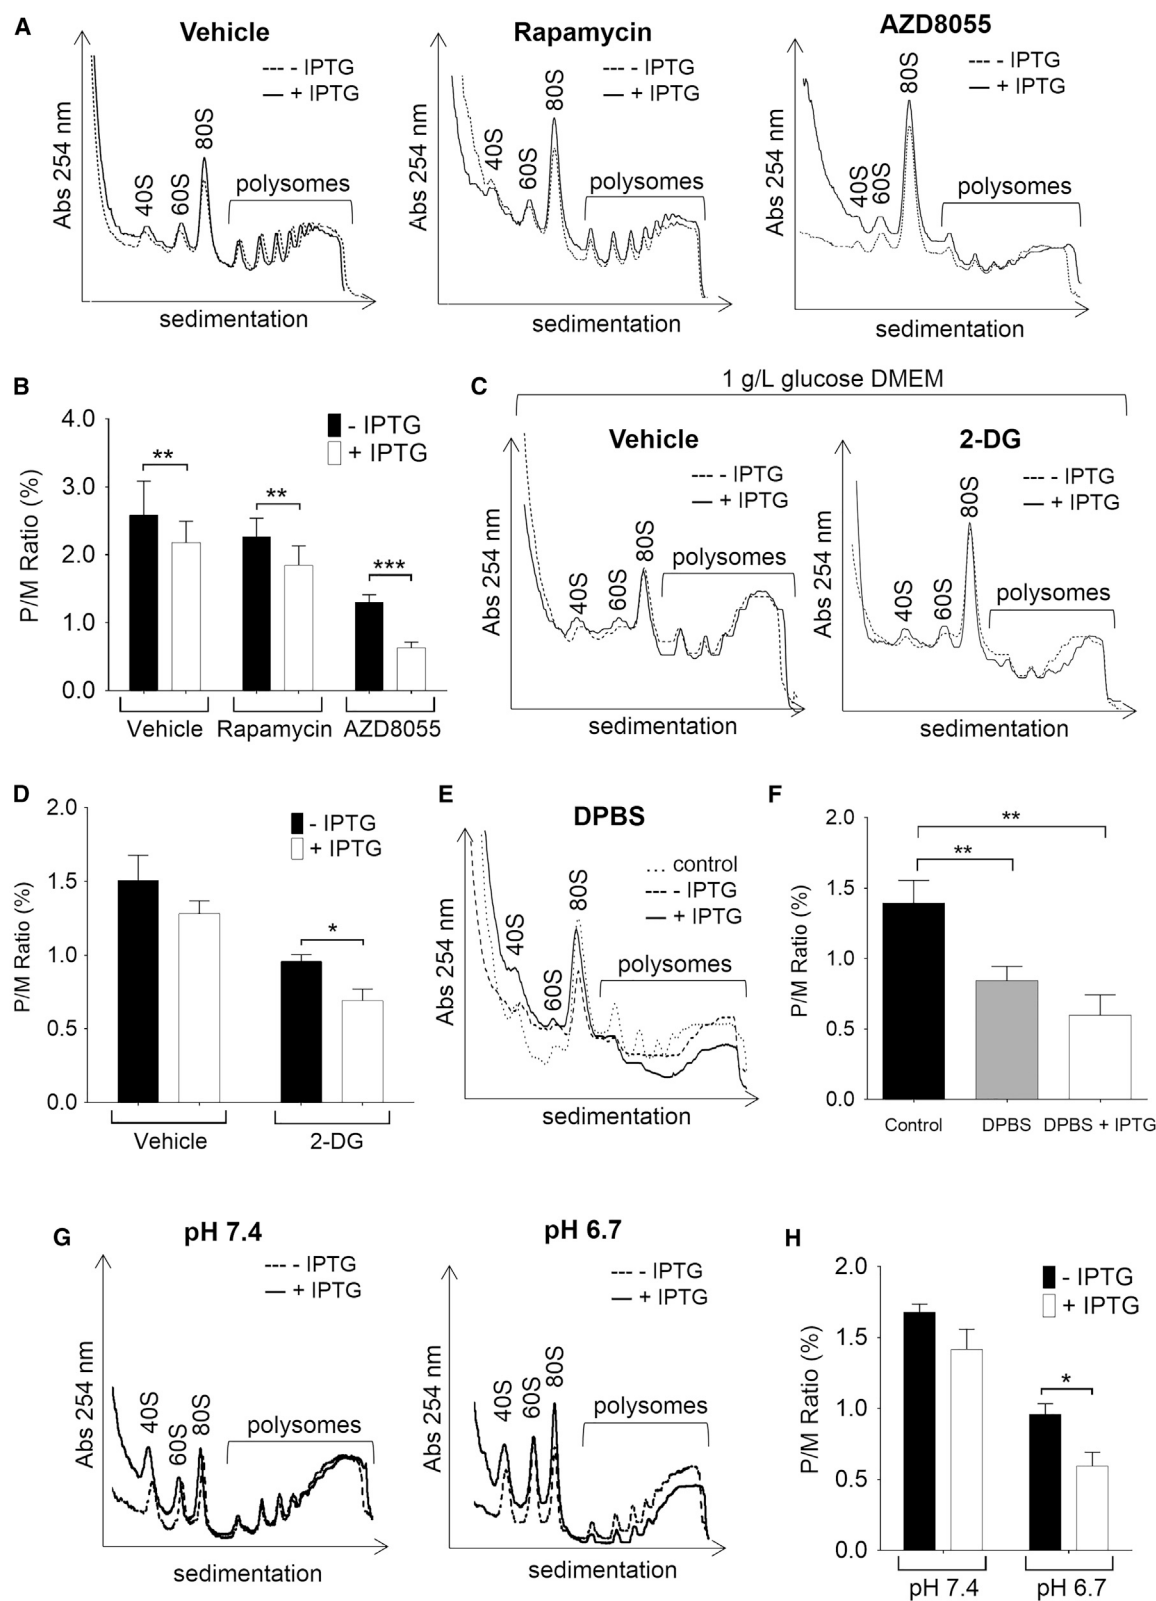 A
Vehicle
--- - IPTG
— + IPTG
Abs 254 nm
40S
60S
80S
polysomes
sedimentation
Rapamycin
--- - IPTG
— + IPTG
Abs 254 nm
40S
60S
80S
polysomes
sedimentation
AZD8055
--- - IPTG
— + IPTG
Abs 254 nm
40S
60S
80S
polysomes
sedimentation
B
P/M Ratio (%)
4.0
3.0
2.0
1.0
0.0
- IPTG
+ IPTG
**
**
***
Vehicle
Rapamycin
AZD8055
C
1 g/L glucose DMEM
Vehicle
--- - IPTG
— + IPTG
Abs 254 nm
40S
60S
80S
polysomes
sedimentation
2-DG
--- - IPTG
— + IPTG
Abs 254 nm
40S
60S
80S
polysomes
sedimentation
D
P/M Ratio (%)
2.0
1.5
1.0
0.5
0.0
- IPTG
+ IPTG
*
Vehicle
2-DG
E
DPBS
... control
--- - IPTG
— + IPTG
Abs 254 nm
40S
60S
80S
polysomes
sedimentation
F
P/M Ratio (%)
2.0
1.5
1.0
0.5
0.0
**
**
Control
DPBS
DPBS + IPTG
G
pH 7.4
--- - IPTG
— + IPTG
Abs 254 nm
40S
60S
80S
polysomes
sedimentation
pH 6.7
--- - IPTG
— + IPTG
Abs 254 nm
40S
60S
80S
polysomes
sedimentation
H
P/M Ratio (%)
2.0
1.5
1.0
0.5
0.0
- IPTG
+ IPTG
*
pH 7.4
pH 6.7